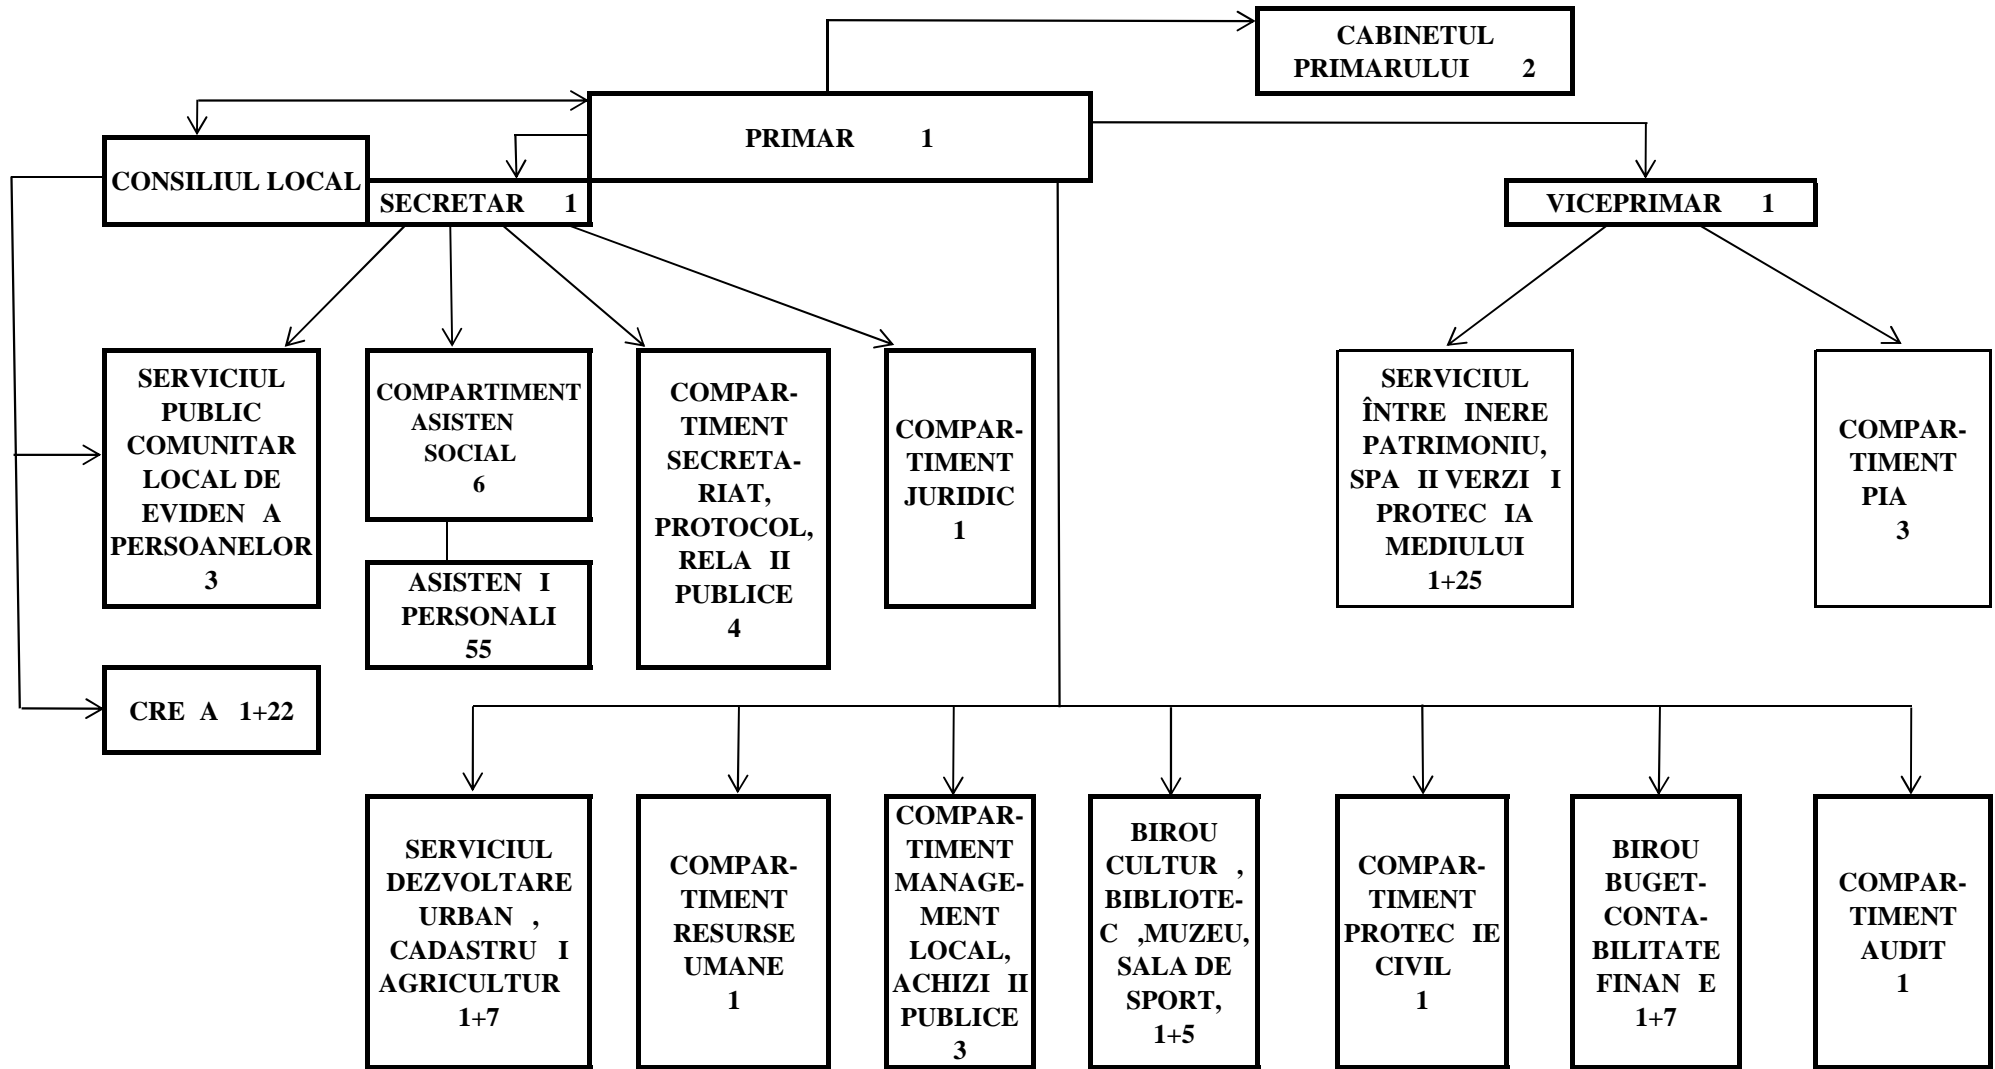 CABINETUL
PRIMARULUI 2
PRIMAR 1
CONSILIUL LOCAL
SECRETAR 1
VICEPRIMAR 1
SERVICIUL
PUBLIC
COMUNITAR
LOCAL DE
EVIDEN A
PERSOANELOR
3
COMPARTIMENT
ASISTEN
SOCIAL
6
ASISTEN I
PERSONALI
55
COMPAR-
TIMENT
SECRETA-
RIAT,
PROTOCOL,
RELA II
PUBLICE
4
COMPAR-
TIMENT
JURIDIC
1
SERVICIUL
ÎNTRE INERE
PATRIMONIU,
SPA II VERZI I
PROTEC IA
MEDIULUI
1+25
COMPAR-
TIMENT
PIA
3
CRE A 1+22
SERVICIUL
DEZVOLTARE
URBAN ,
CADASTRU I
AGRICULTUR
1+7
COMPAR-
TIMENT
RESURSE
UMANE
1
COMPAR-
TIMENT
MANAGE-
MENT
LOCAL,
ACHIZI II
PUBLICE
3
BIROU
CULTUR ,
BIBLIOTE-
C ,MUZEU,
SALA DE
SPORT,
1+5
COMPAR-
TIMENT
PROTEC IE
CIVIL
1
BIROU
BUGET-
CONTA-
BILITATE
FINAN E
1+7
COMPAR-
TIMENT
AUDIT
1